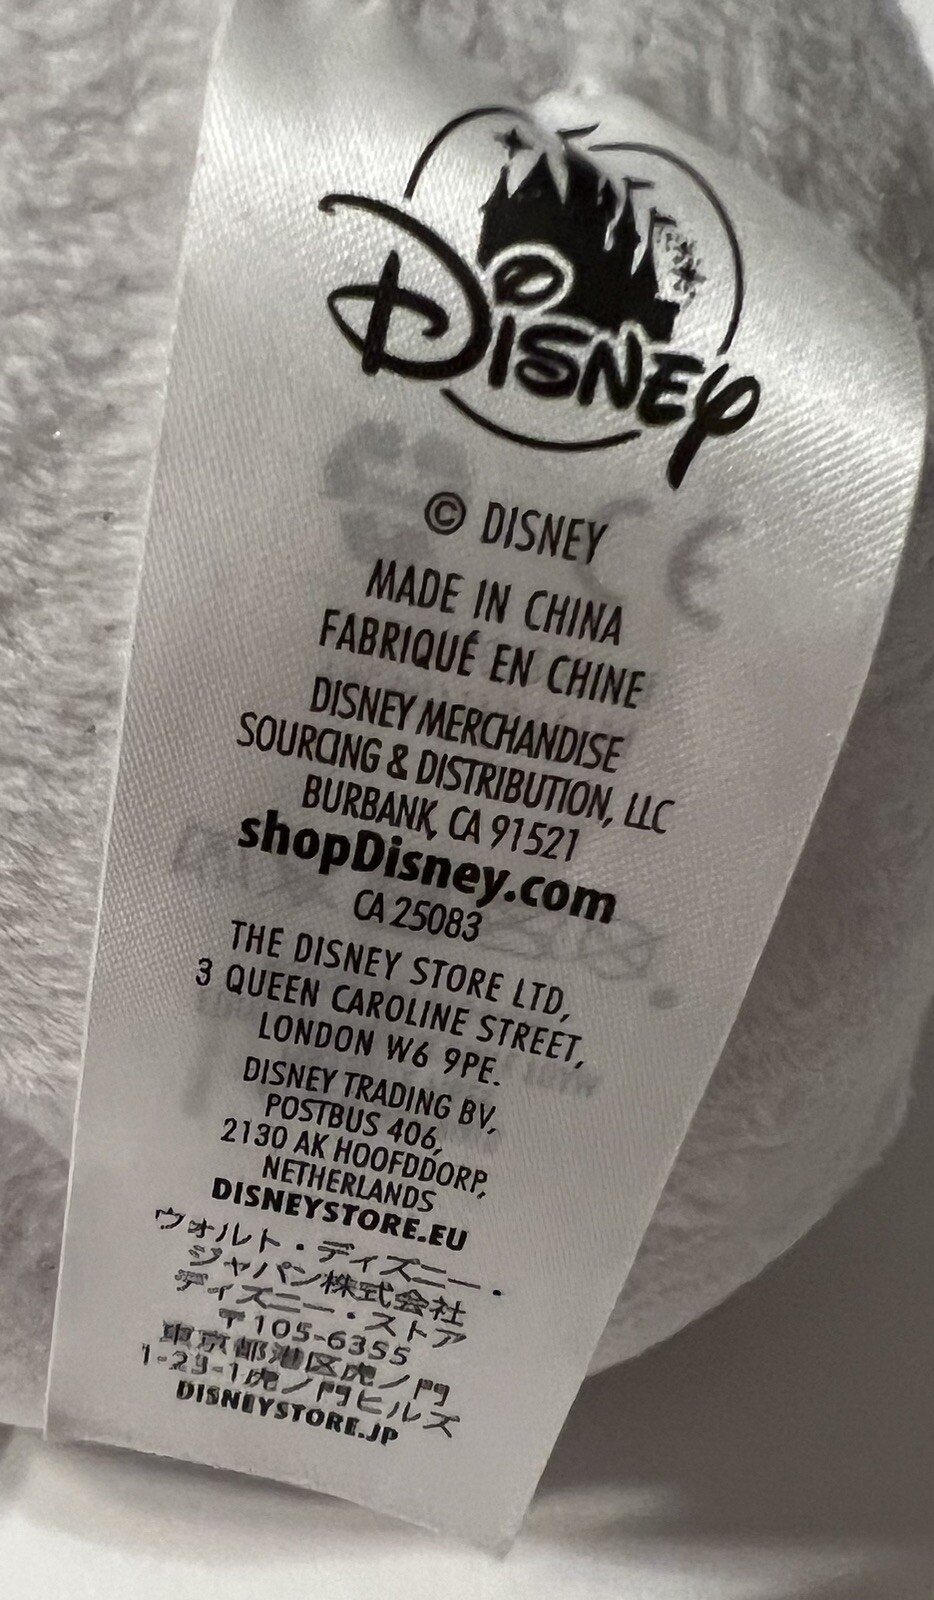 Disney
© DISNEY
MADE IN CHINA
FABRIQUÉ EN CHINE
DISNEY MERCHANDISE
SOURCING & DISTRIBUTION, LLC
BURBANK, CA 91521
shopDisney.com
CA 25083
THE DISNEY STORE LTD,
3 QUEEN CAROLINE STREET,
LONDON W6 9PE.
DISNEY TRADING BV,
POSTBUS 406,
2130 AK HOOFDDORP,
NETHERLANDS
DISNEYSTORE.EU
ウォルト・ディズニー・
ジャパン株式会社
ディズニー・ストア
〒105-6355
東京都港区虎ノ門
1-23-1虎ノ門ヒルズ
DISNEYSTORE.JP